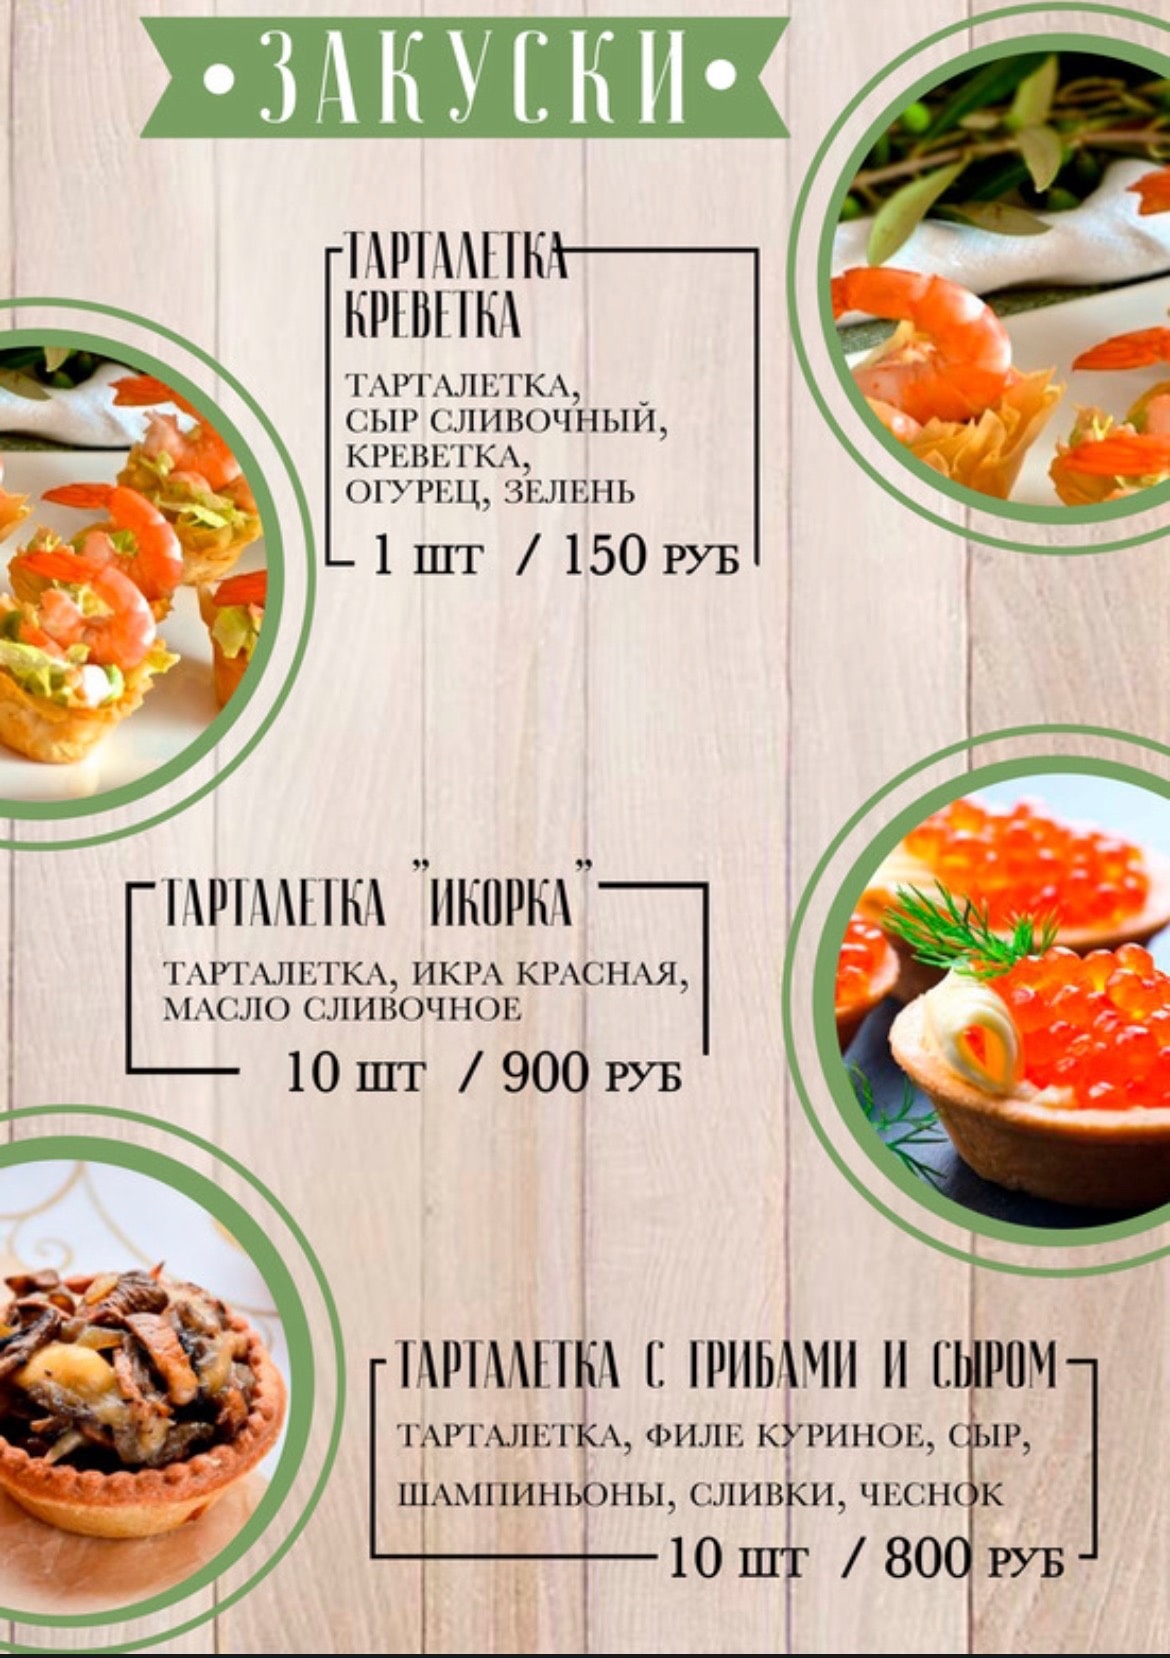 ЗАКУСКИ
ТАРТАЛЕТКА
КРЕВЕТКА
ТАРТАЛЕТКА,
СЫР СЛИВОЧНЫЙ,
КРЕВЕТКА,
ОГУРЕЦ, ЗЕЛЕНЬ
1 ШТ / 150 РУБ
ТАРТАЛЕТКА "ИКОРКА"
ТАРТАЛЕТКА, ИКРА КРАСНАЯ,
МАСЛО СЛИВОЧНОЕ
10 ШТ / 900 РУБ
ТАРТАЛЕТКА С ГРИБАМИ И СЫРОМ
ТАРТАЛЕТКА, ФИЛЕ КУРИНОЕ, СЫР,
ШАМПИНЬОНЫ, СЛИВКИ, ЧЕСНОК
10 ШТ / 800 РУБ